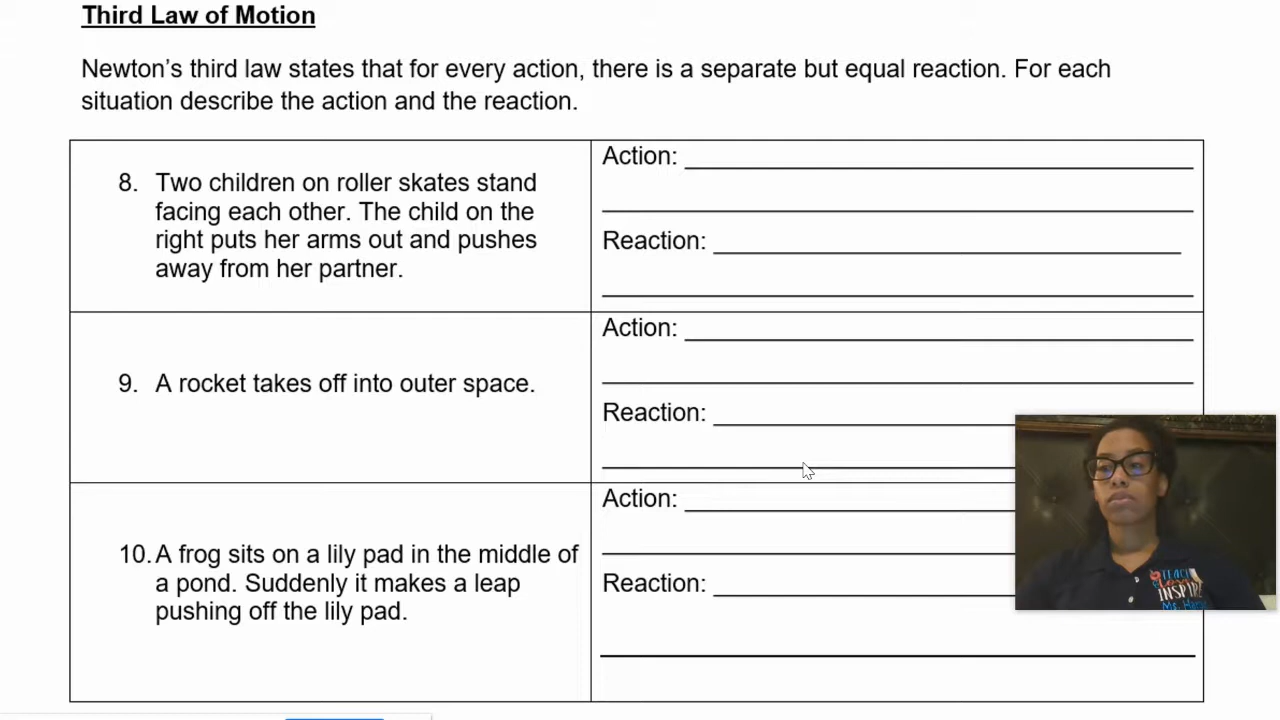 Third Law of Motion
Newton's third law states that for every action, there is a separate but equal reaction. For each
situation describe the action and the reaction.
8. Two children on roller skates stand
facing each other. The child on the
right puts her arms out and pushes
away from her partner.
Action:
Reaction:
9. A rocket takes off into outer space.
Action:
Reaction:
10. A frog sits on a lily pad in the middle of
a pond. Suddenly it makes a leap
pushing off the lily pad.
Action:
Reaction:
TEACH
Love
INSPIRE